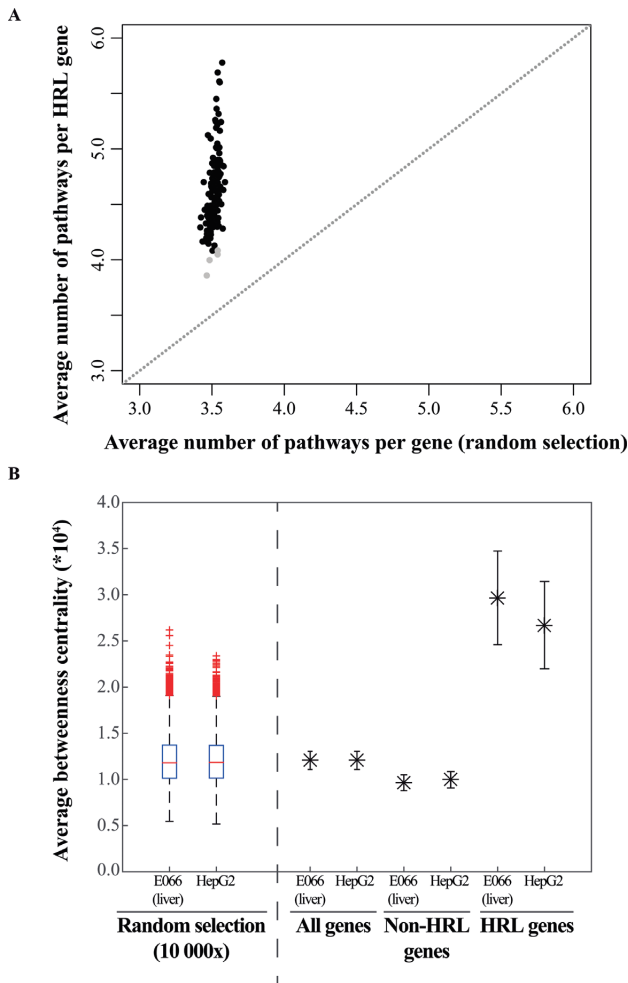 A
Average number of pathways per HRL gene
6.0
5.0
4.0
3.0
3.0 3.5 4.0 4.5 5.0 5.5 6.0
Average number of pathways per gene (random selection)
B
Average betweenness centrality (*10⁴)
4.0
3.5
3.0
2.5
2.0
1.5
1.0
0.5
0.0
E066 HepG2 E066 HepG2 E066 HepG2 E066 HepG2
(liver) (liver) (liver) (liver)
Random selection All genes Non-HRL HRL genes
(10 000x) genes